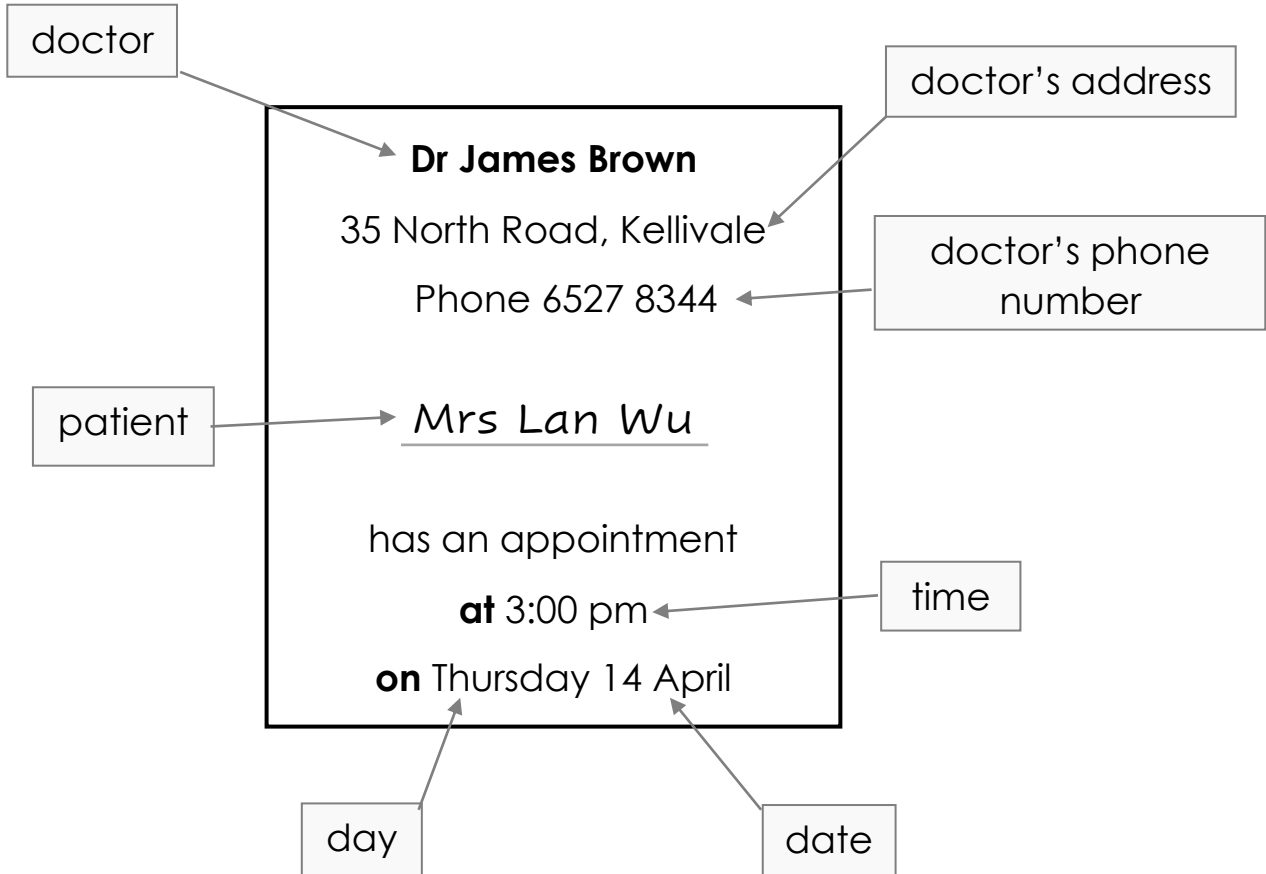 doctor
doctor's address
Dr James Brown
35 North Road, Kellivale
doctor's phone
number
Phone 6527 8344
patient
Mrs Lan Wu
has an appointment
at 3:00 pm
time
on Thursday 14 April
day
date